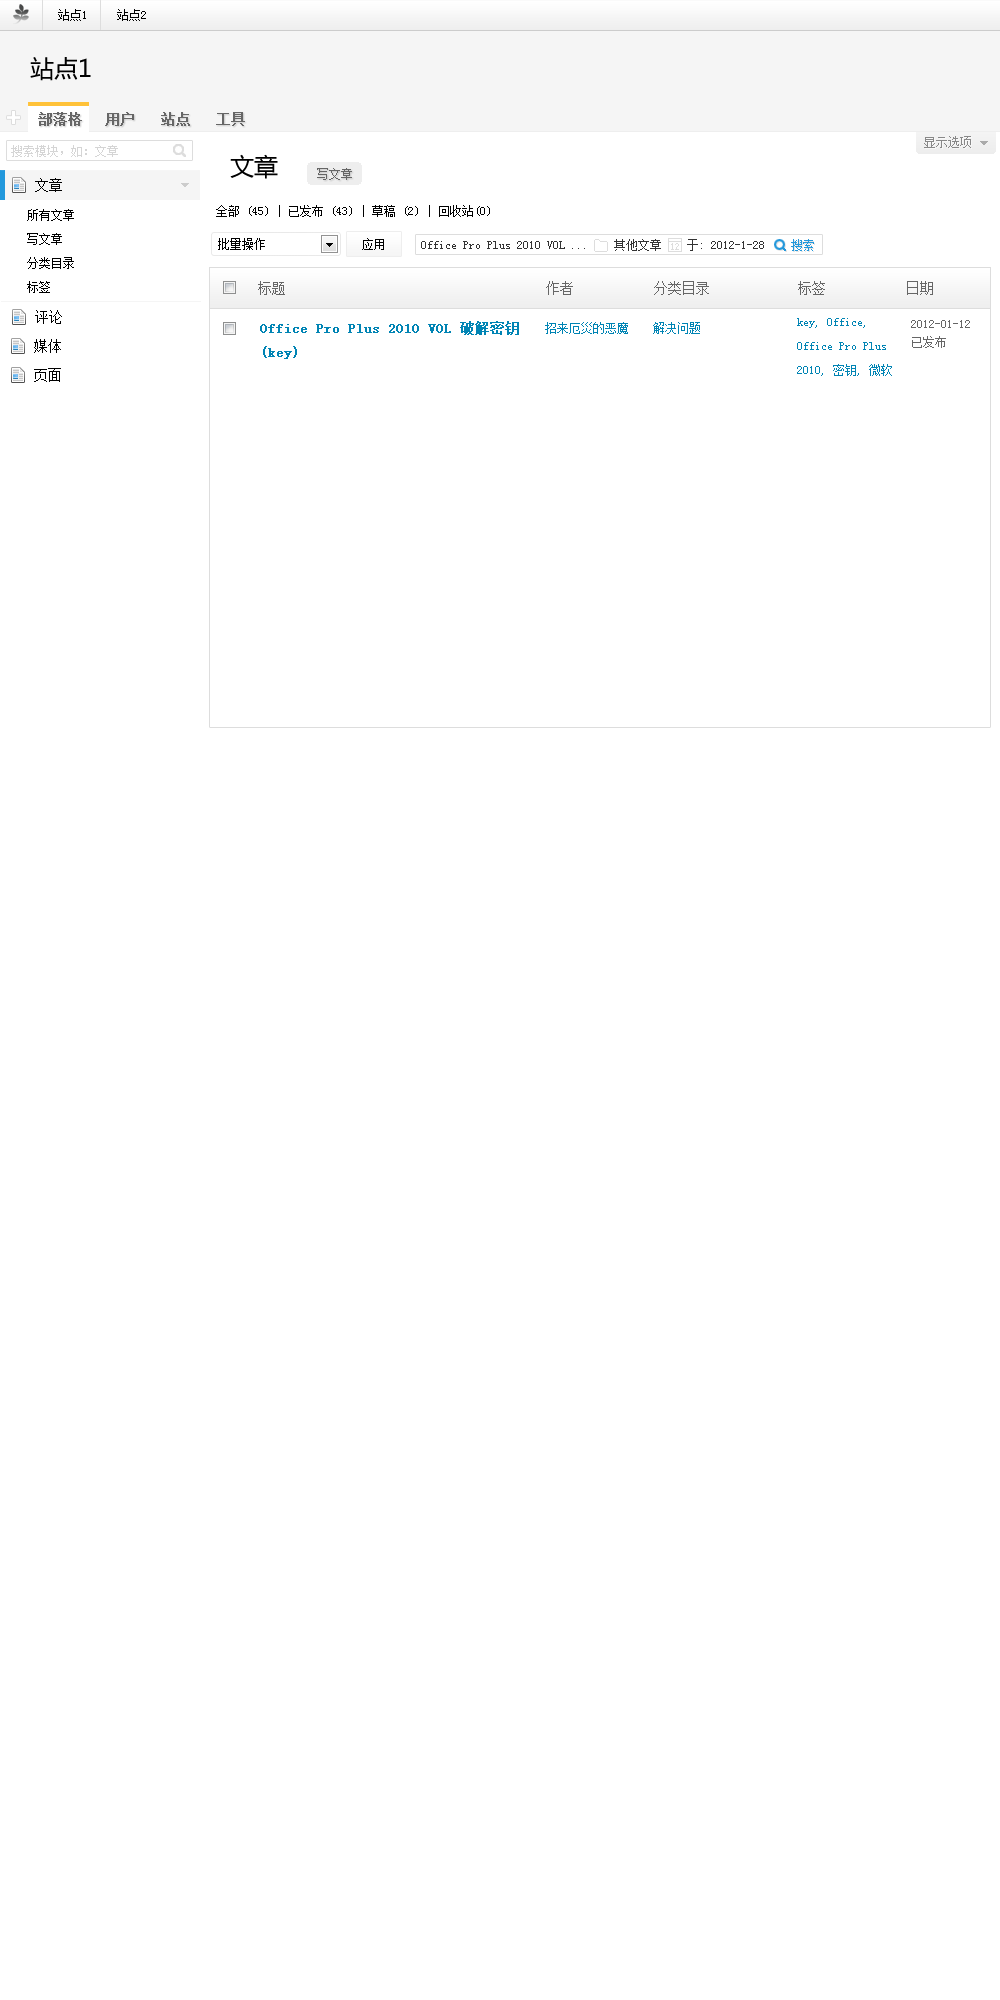 站点1 站点2
站点1
部落格 用户 站点 工具
搜索模块，如：文章
显示选项
文章
所有文章
写文章
分类目录
标签
评论
媒体
页面
文章 写文章
全部 (45) | 已发布 (43) | 草稿 (2) | 回收站(0)
批量操作 应用 Office Pro Plus 2010 VOL ... 其他文章 12 于: 2012-1-28 搜索
标题 作者 分类目录 标签 日期
Office Pro Plus 2010 VOL 破解密钥
(key)
招来厄災的恶魔
解决问题
key, Office,
Office Pro Plus
2010, 密钥, 微软
2012-01-12
已发布